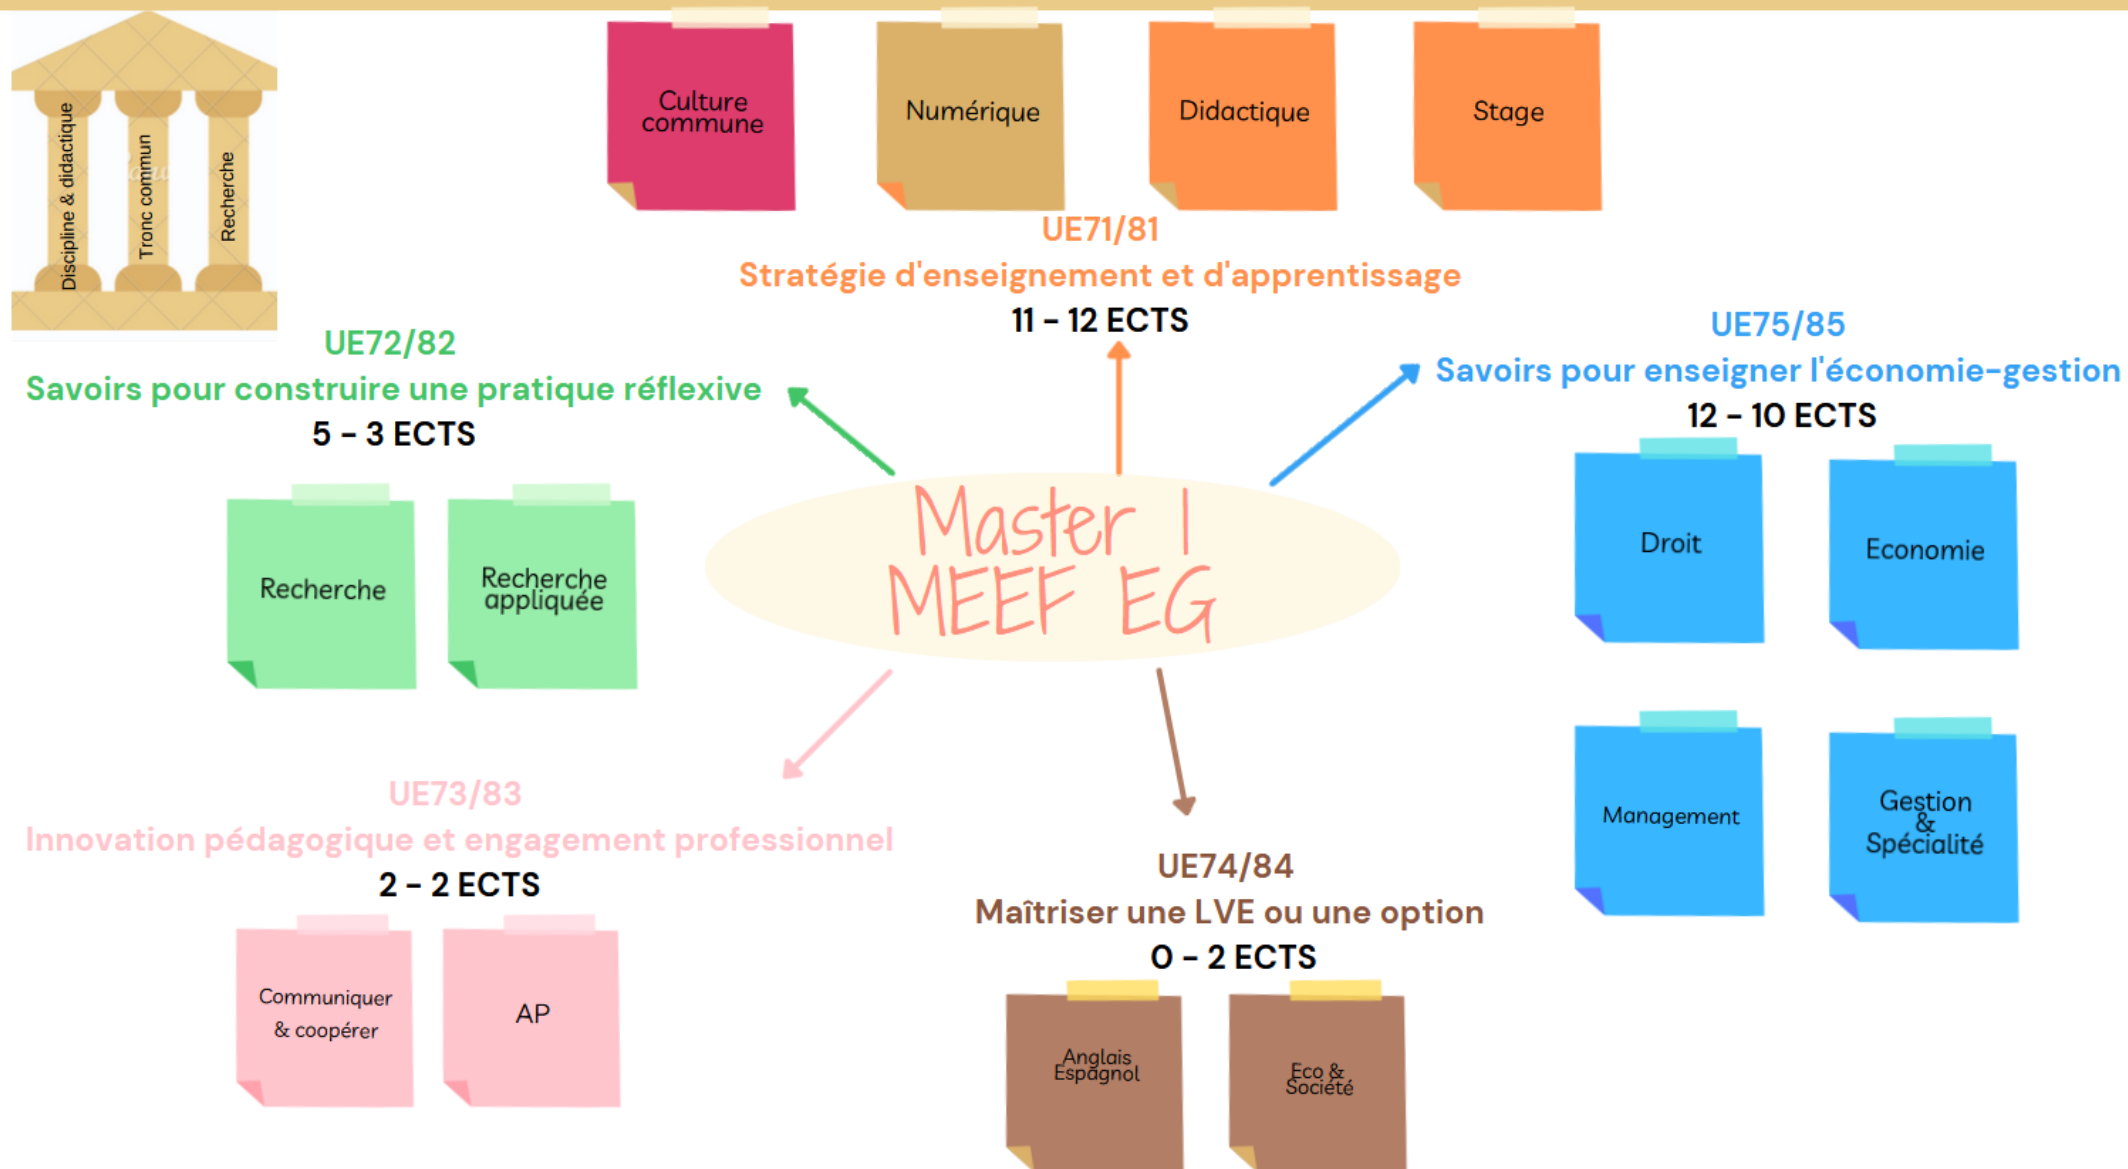 Discipline & didactique
Tronc commun
Recherche
Culture
commune
Numérique
Didactique
Stage
UE71/81
Stratégie d'enseignement et d'apprentissage
11 - 12 ECTS
UE72/82
Savoirs pour construire une pratique réflexive
5 - 3 ECTS
Recherche
Recherche
appliquée
UE75/85
Savoirs pour enseigner l'économie-gestion
12 - 10 ECTS
Droit
Economie
Management
Gestion
&
Spécialité
Master 1
MEEF EG
UE73/83
Innovation pédagogique et engagement professionnel
2 - 2 ECTS
Communiquer
& coopérer
AP
UE74/84
Maîtriser une LVE ou une option
0 - 2 ECTS
Anglais
Espagnol
Eco &
Société